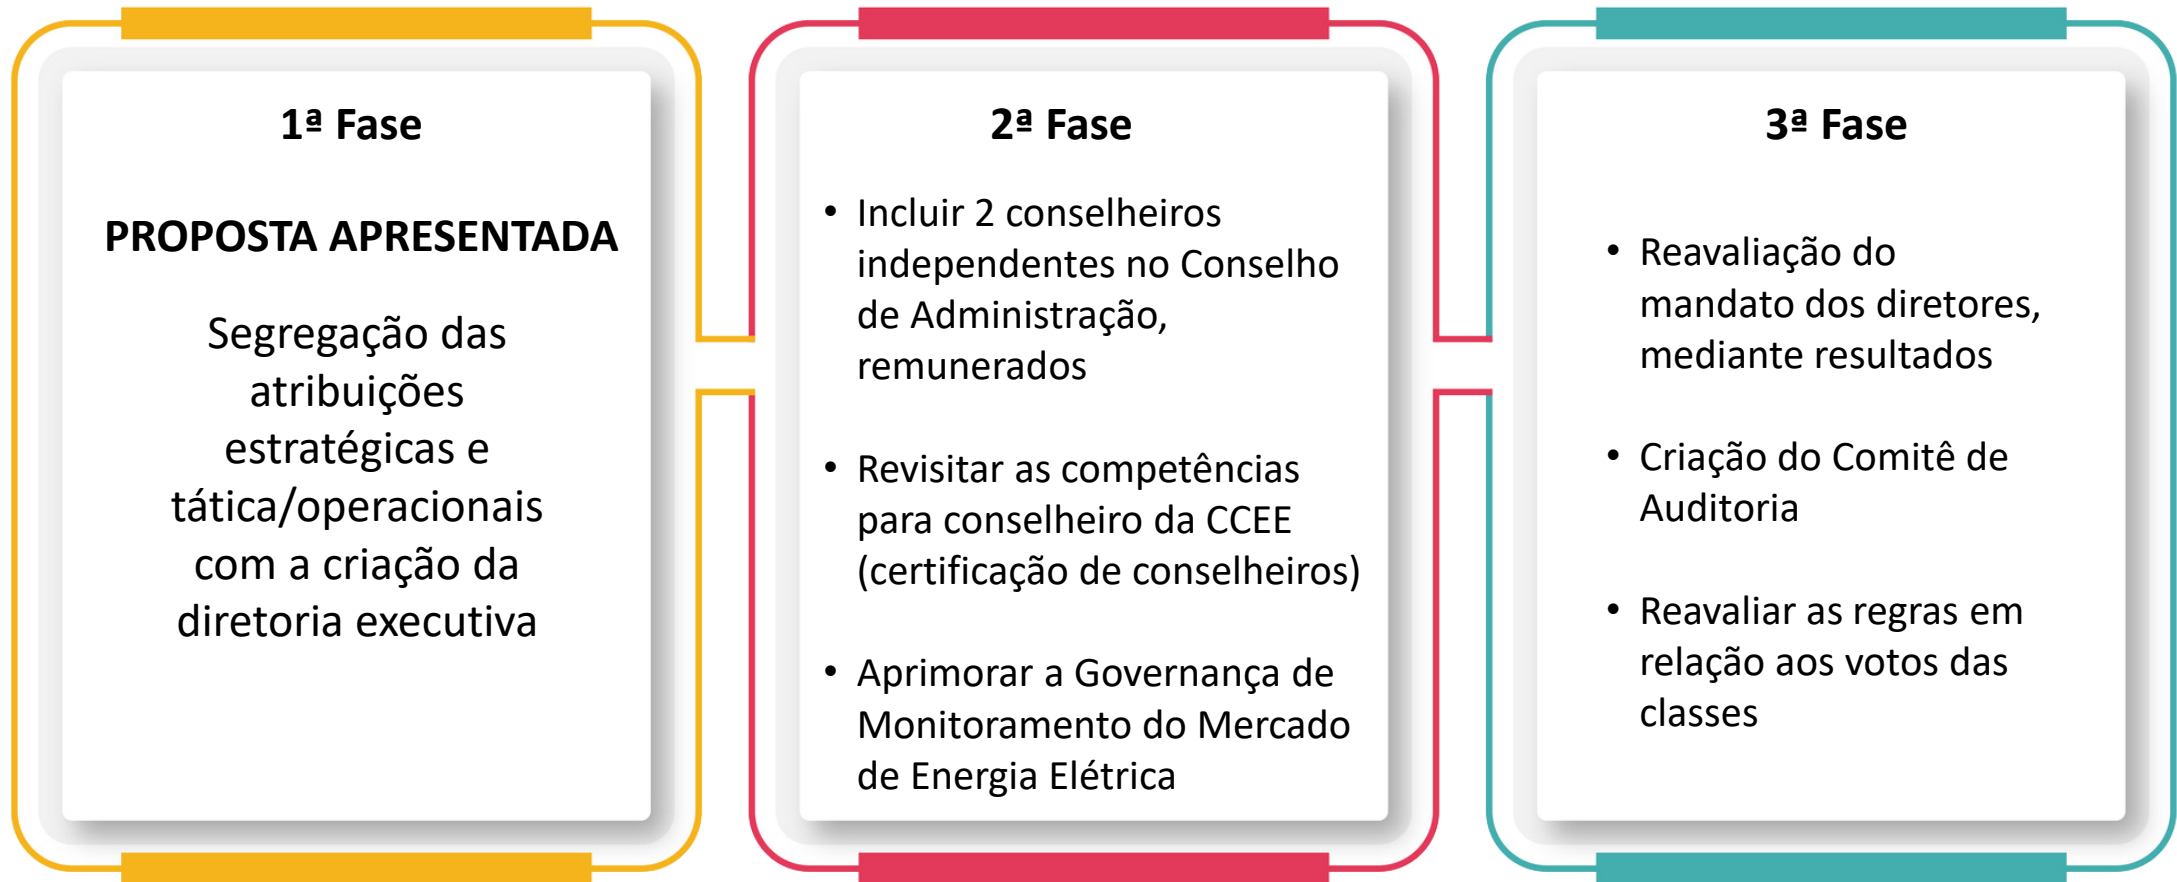 1ª Fase
PROPOSTA APRESENTADA
Segregação das
atribuições
estratégicas e
tática/operacionais
com a criação da
diretoria executiva
2ª Fase
• Incluir 2 conselheiros
independentes no Conselho
de Administração,
remunerados
• Revisitar as competências
para conselheiro da CCEE
(certificação de conselheiros)
• Aprimorar a Governança de
Monitoramento do Mercado
de Energia Elétrica
3ª Fase
• Reavaliação do
mandato dos diretores,
mediante resultados
• Criação do Comitê de
Auditoria
• Reavaliar as regras em
relação aos votos das
classes